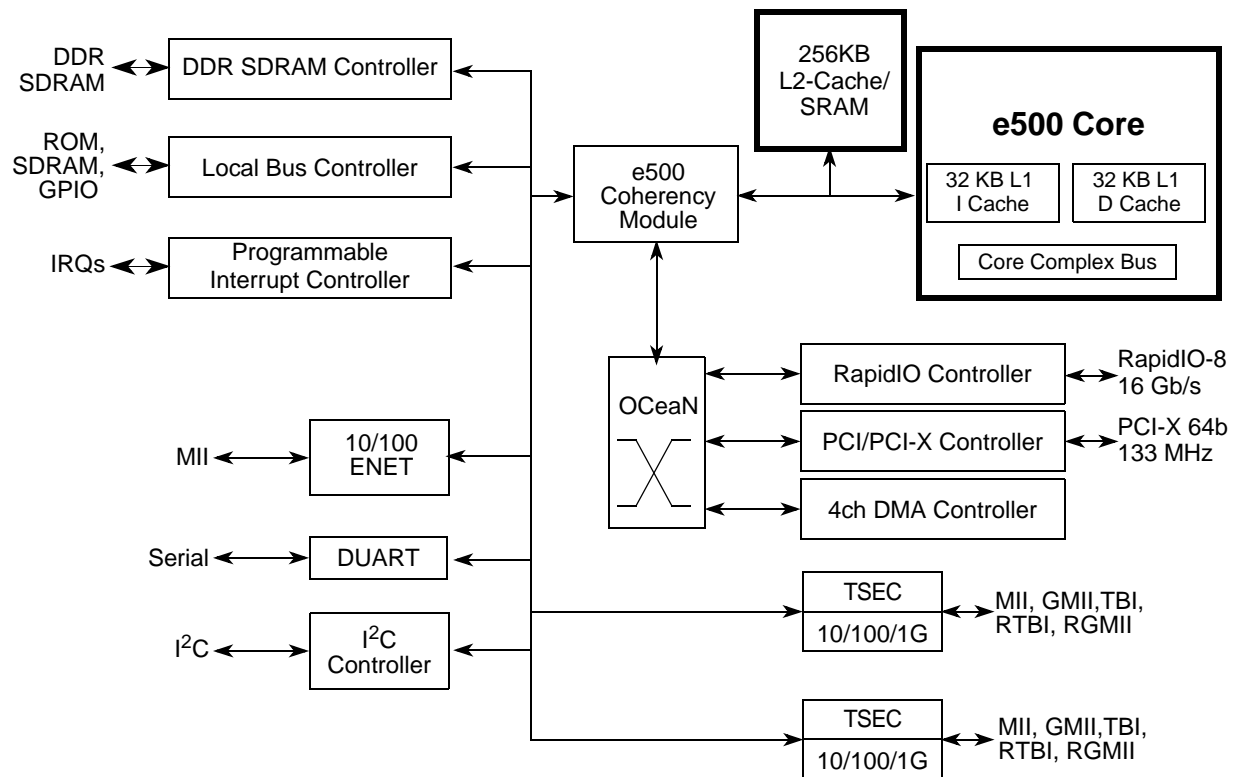 DDR
SDRAM
DDR SDRAM Controller
256KB
L2-Cache/
SRAM
e500 Core
32 KB L1
I Cache
32 KB L1
D Cache
Core Complex Bus
ROM,
SDRAM,
GPIO
Local Bus Controller
e500
Coherency
Module
IRQs
Programmable
Interrupt Controller
OCeaN
RapidIO Controller
RapidIO-8
16 Gb/s
PCI/PCI-X Controller
PCI-X 64b
133 MHz
4ch DMA Controller
MII
10/100
ENET
Serial
DUART
I²C
I²C
Controller
TSEC
10/100/1G
MII, GMII,TBI,
RTBI, RGMII
TSEC
10/100/1G
MII, GMII,TBI,
RTBI, RGMII